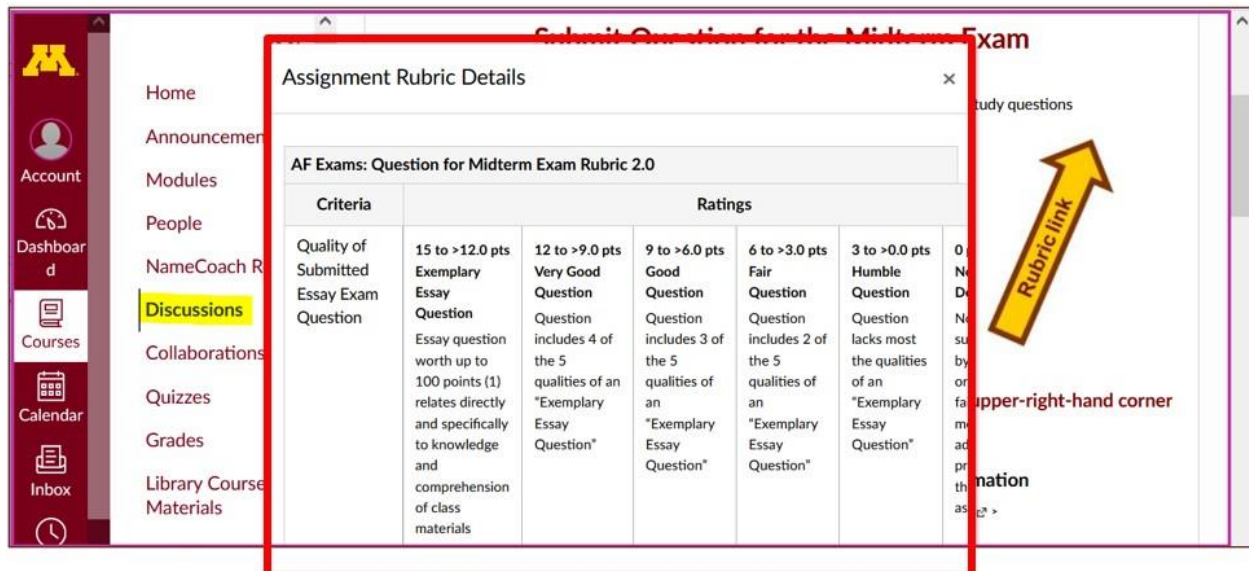 Submit Question for the Midterm Exam
Assignment Rubric Details
×
tudy questions
Home
Announcemen
Modules
People
NameCoach R
Discussions
Collaborations
Quizzes
Grades
Library Course
Materials
Account
Dashboar
d
Courses
Calendar
Inbox
AF Exams: Question for Midterm Exam Rubric 2.0
Criteria
Ratings
Quality of
Submitted
Essay Exam
Question
15 to >12.0 pts
Exemplary
Essay
Question
Essay question
worth up to
100 points (1)
relates directly
and specifically
to knowledge
and
comprehension
of class
materials
12 to >9.0 pts
Very Good
Question
Question
includes 4 of
the 5
qualities of an
"Exemplary
Essay
Question"
9 to >6.0 pts
Good
Question
Question
includes 3 of
the 5
qualities of
an
"Exemplary
Essay
Question"
6 to >3.0 pts
Fair
Question
Question
includes 2 of
the 5
qualities of
an
"Exemplary
Essay
Question"
3 to >0.0 pts
Humble
Question
Question
lacks most
the qualities
of an
"Exemplary
Essay
Question"
Rubric link
upper-right-hand corner
mation